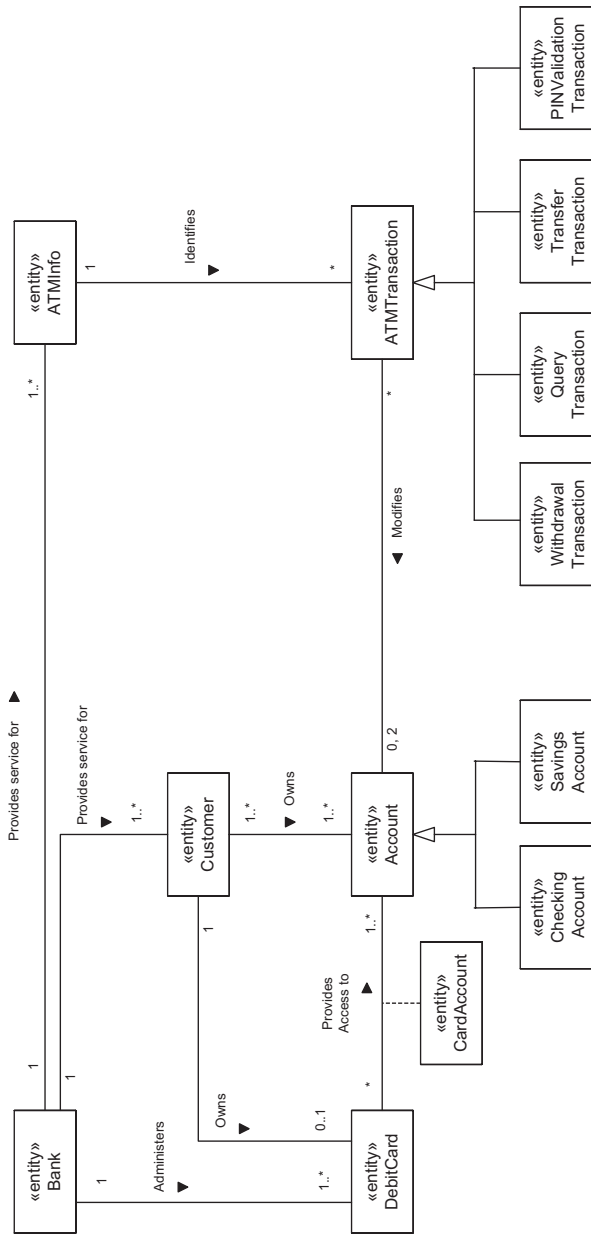 «entity»
Bank
«entity»
ATMInfo
1
1..*
Provides service for ▶
1
Provides service for
1..*
1
Administers
1..*
«entity»
Customer
1
Owns
0..1
1..*
Owns
1..*
1
Identifies
*
«entity»
DebitCard
*
Provides
Access to
1..*
«entity»
CardAccount
«entity»
Account
0, 2
Modifies
*
«entity»
ATMTransaction
«entity»
Checking
Account
«entity»
Savings
Account
«entity»
Withdrawal
Transaction
«entity»
Query
Transaction
«entity»
Transfer
Transaction
«entity»
PINValidation
Transaction